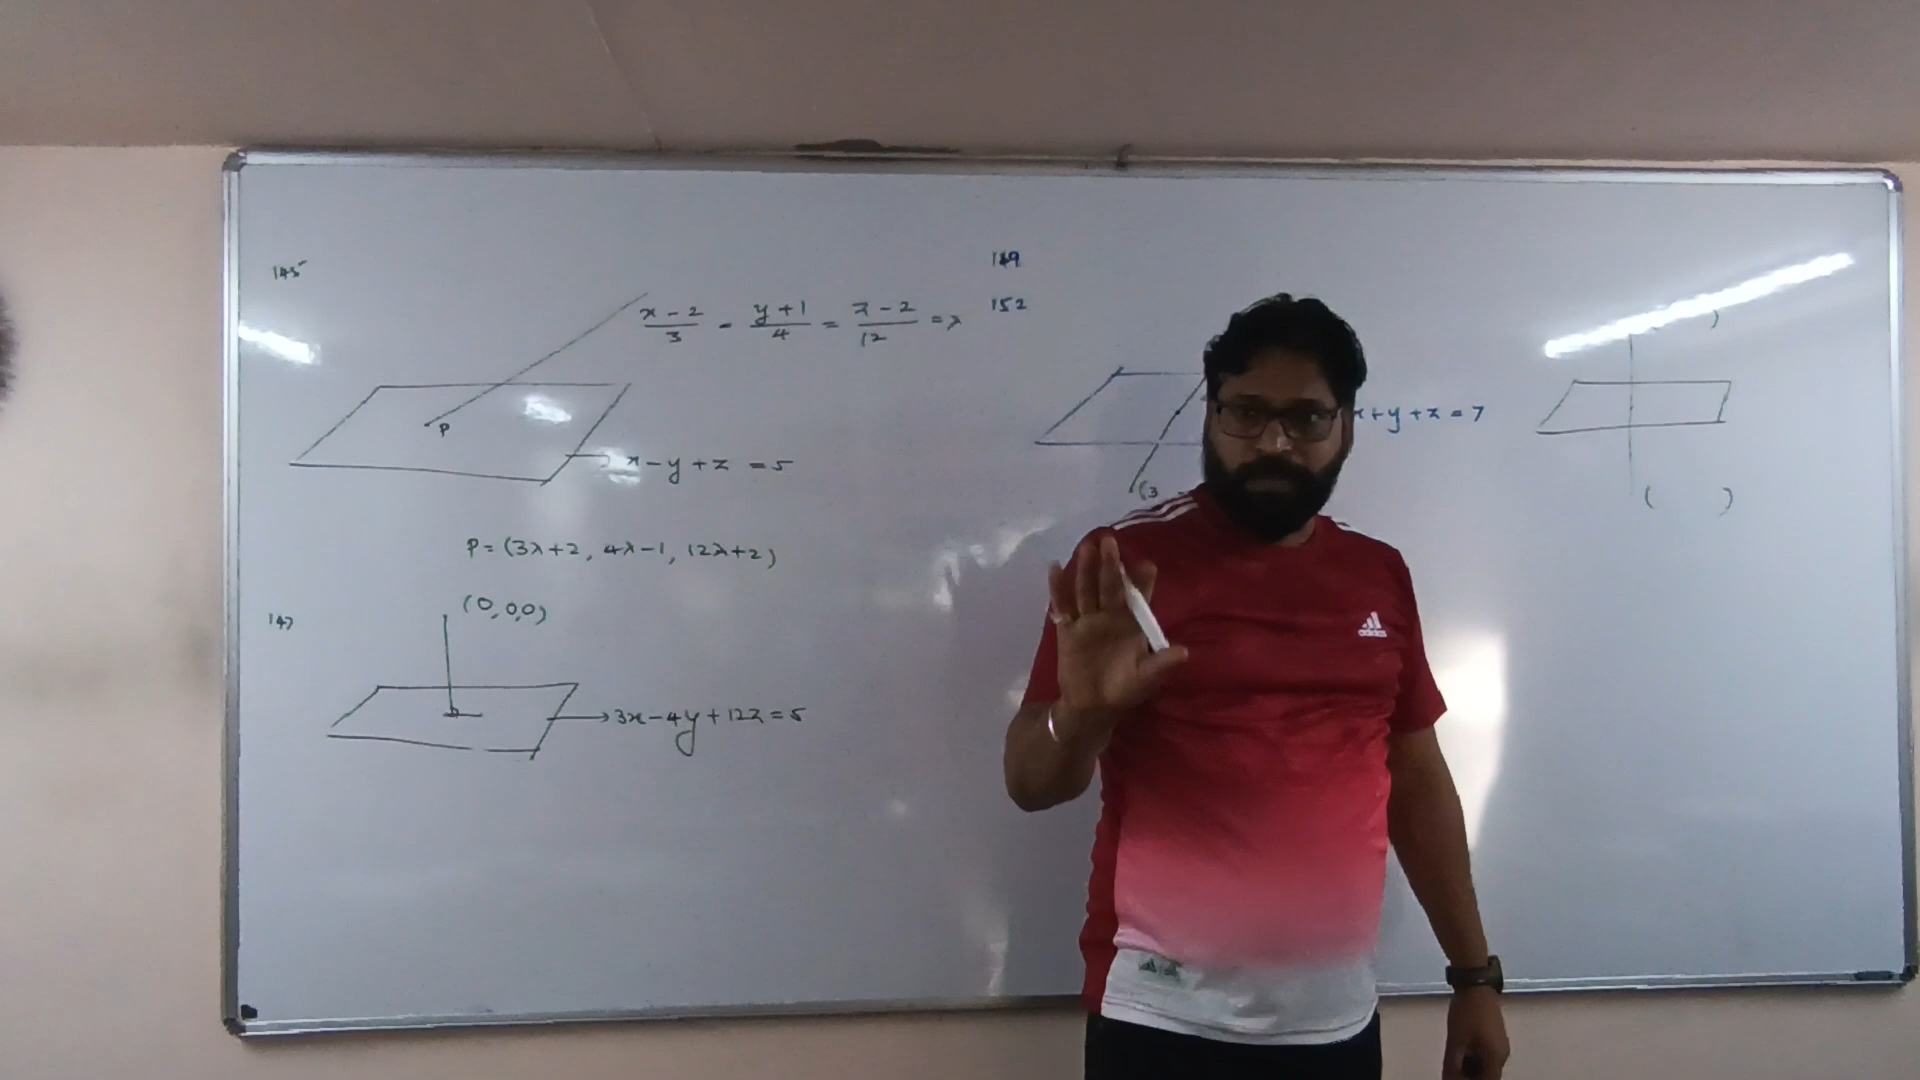 145
x-2/3 = y+1/4 = z-2/12 = λ
P
x-y+z = 5
P=(3λ+2, 4λ-1, 12λ+2)
147
(0,0,0)
3x-4y+12z=5
149
152
x+y+z=7
(3
( )
adidas